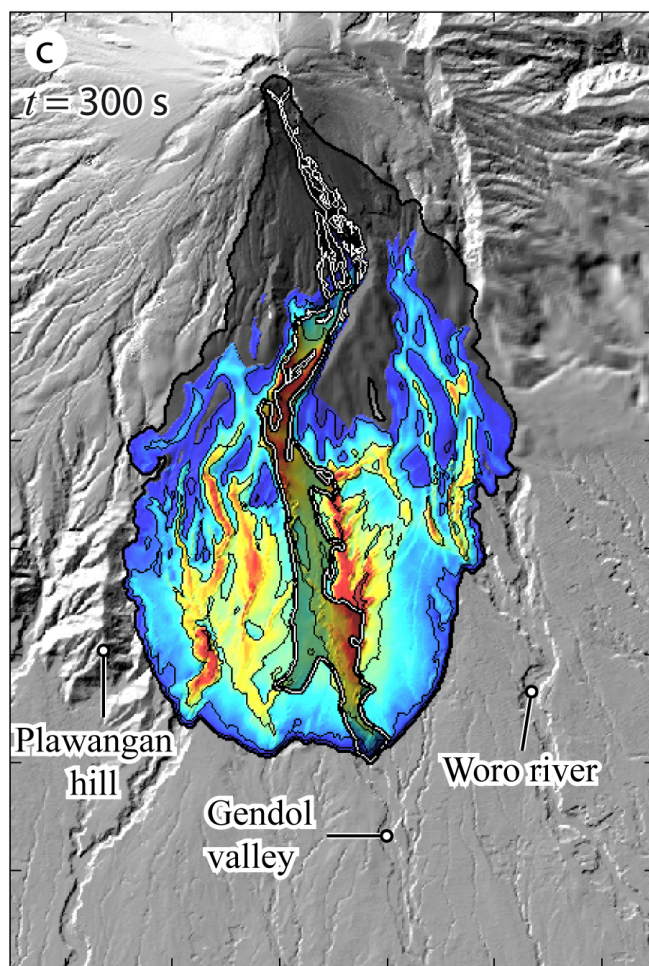 c
t = 300 s
Plawangan
hill
Woro river
Gendol
valley